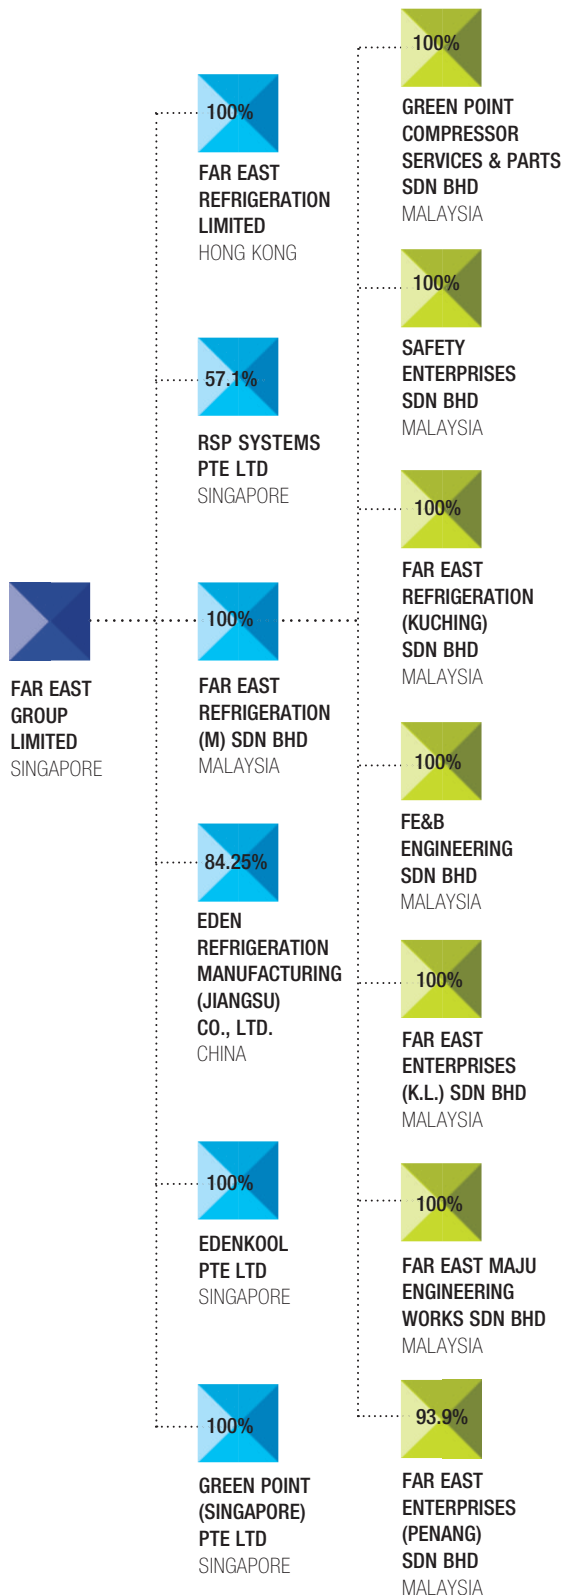 FAR EAST
GROUP
LIMITED
SINGAPORE
100%
FAR EAST
REFRIGERATION
LIMITED
HONG KONG
57.1%
RSP SYSTEMS
PTE LTD
SINGAPORE
100%
FAR EAST
REFRIGERATION
(M) SDN BHD
MALAYSIA
84.25%
EDEN
REFRIGERATION
MANUFACTURING
(JIANGSU)
CO., LTD.
CHINA
100%
EDENKOOL
PTE LTD
SINGAPORE
100%
GREEN POINT
(SINGAPORE)
PTE LTD
SINGAPORE
100%
GREEN POINT
COMPRESSOR
SERVICES & PARTS
SDN BHD
MALAYSIA
100%
SAFETY
ENTERPRISES
SDN BHD
MALAYSIA
100%
FAR EAST
REFRIGERATION
(KUCHING)
SDN BHD
MALAYSIA
100%
FE&B
ENGINEERING
SDN BHD
MALAYSIA
100%
FAR EAST
ENTERPRISES
(K.L.) SDN BHD
MALAYSIA
100%
FAR EAST MAJU
ENGINEERING
WORKS SDN BHD
MALAYSIA
93.9%
FAR EAST
ENTERPRISES
(PENANG)
SDN BHD
MALAYSIA